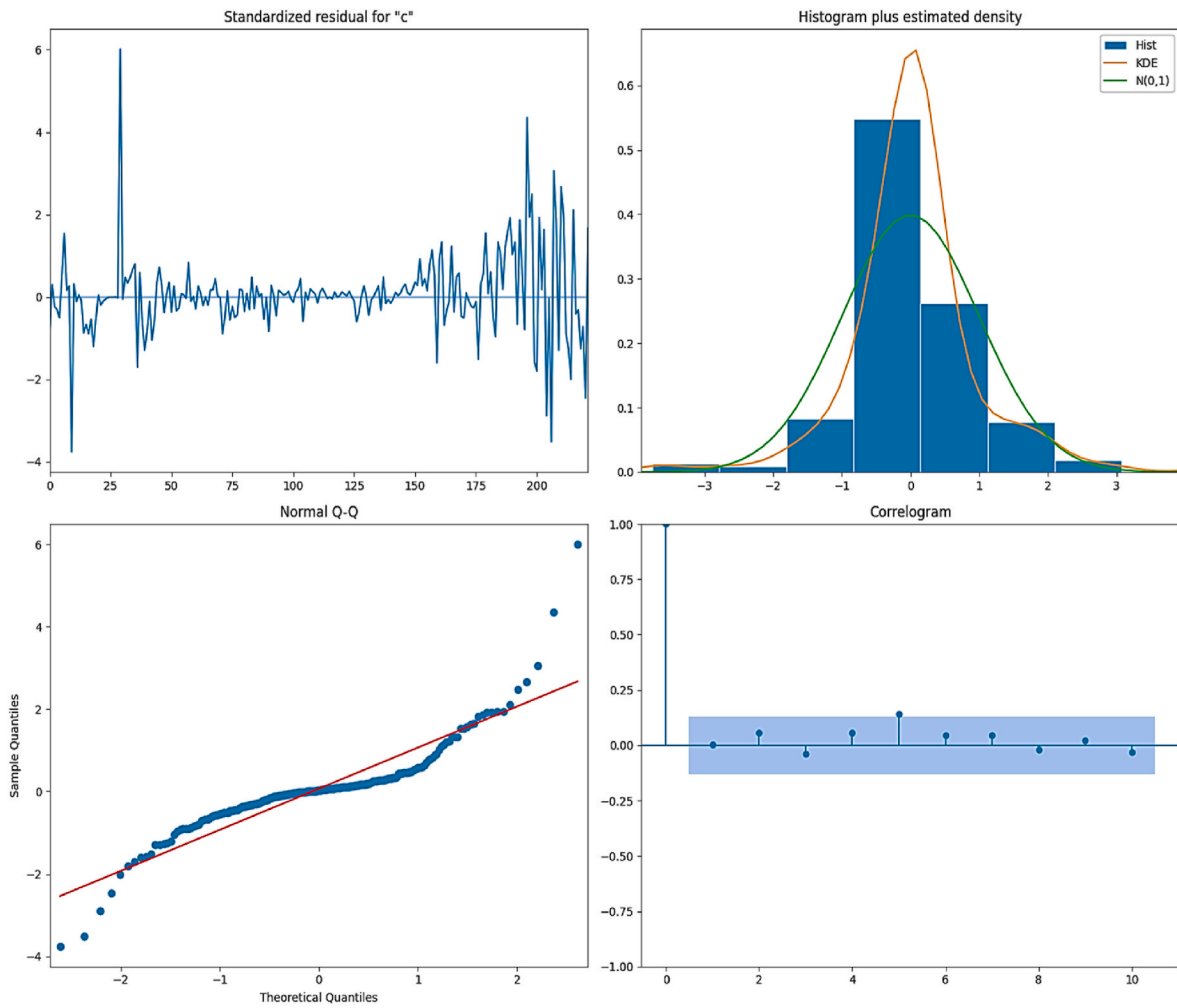 Standardized residual for "c"
6
4
2
0
−2
−4
0 25 50 75 100 125 150 175 200
Histogram plus estimated density
Hist
KDE
N(0,1)
0.6
0.5
0.4
0.3
0.2
0.1
0.0
−3 −2 −1 0 1 2 3
Normal Q-Q
Sample Quantiles
6
4
2
0
−2
−4
−2 −1 0 1 2
Theoretical Quantiles
Correlogram
1.00
0.75
0.50
0.25
0.00
−0.25
−0.50
−0.75
−1.00
0 2 4 6 8 10